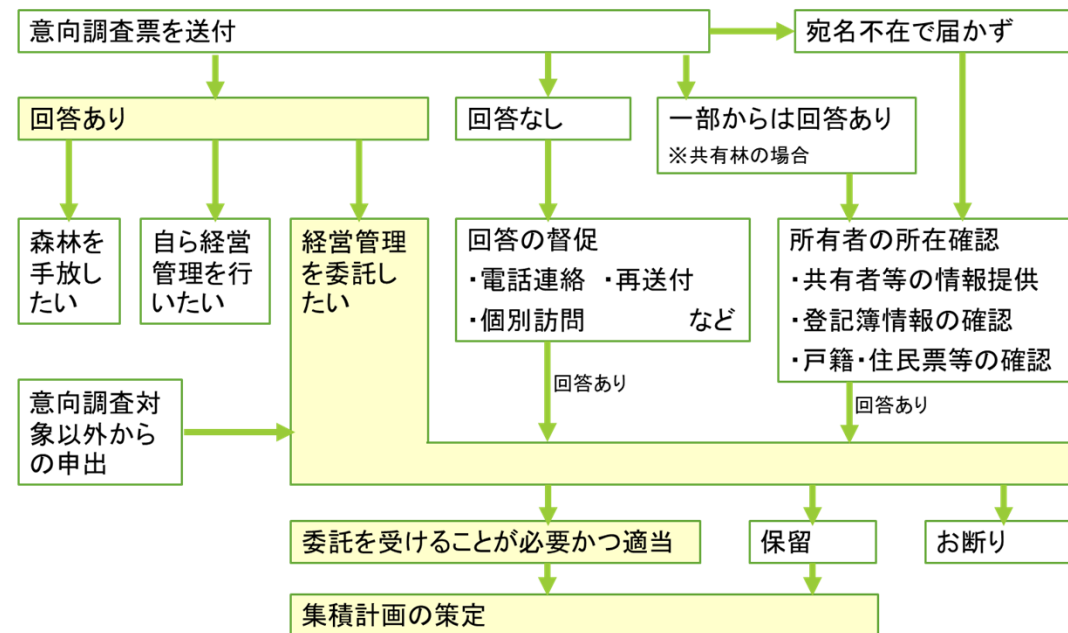 意向調査票を送付
宛名不在で届かず
回答あり
回答なし
一部からは回答あり
※共有林の場合
森林を
手放し
たい
自ら経営
管理を行
いたい
経営管理
を委託し
たい
回答の督促
・電話連絡 ・再送付
・個別訪問 など
所有者の所在確認
・共有者等の情報提供
・登記簿情報の確認
・戸籍・住民票等の確認
回答あり
回答あり
意向調査対
象以外から
の申出
委託を受けることが必要かつ適当
保留
お断り
集積計画の策定